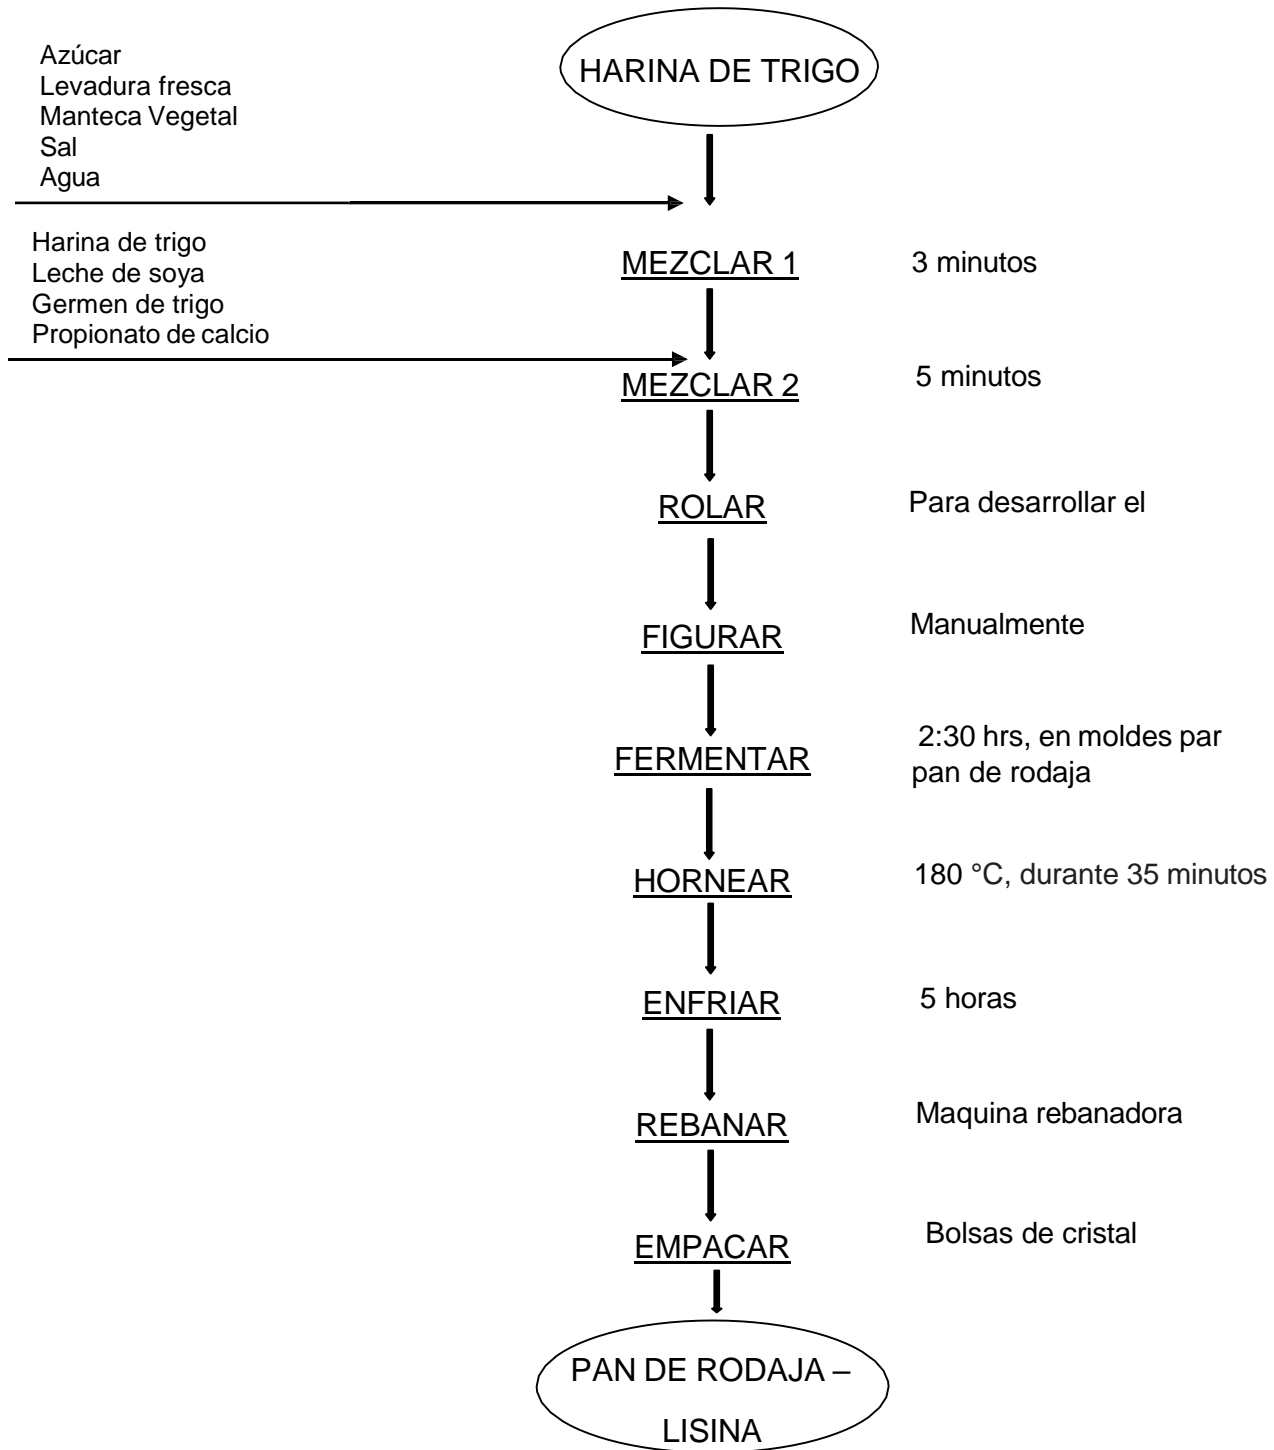 Azúcar
Levadura fresca
Manteca Vegetal
Sal
Agua
HARINA DE TRIGO
Harina de trigo
Leche de soya
Germen de trigo
Propionato de calcio
MEZCLAR 1
3 minutos
MEZCLAR 2
5 minutos
ROLAR
Para desarrollar el
FIGURAR
Manualmente
FERMENTAR
2:30 hrs, en moldes par
pan de rodaja
HORNEAR
180 °C, durante 35 minutos
ENFRIAR
5 horas
REBANAR
Maquina rebanadora
EMPACAR
Bolsas de cristal
PAN DE RODAJA –
LISINA